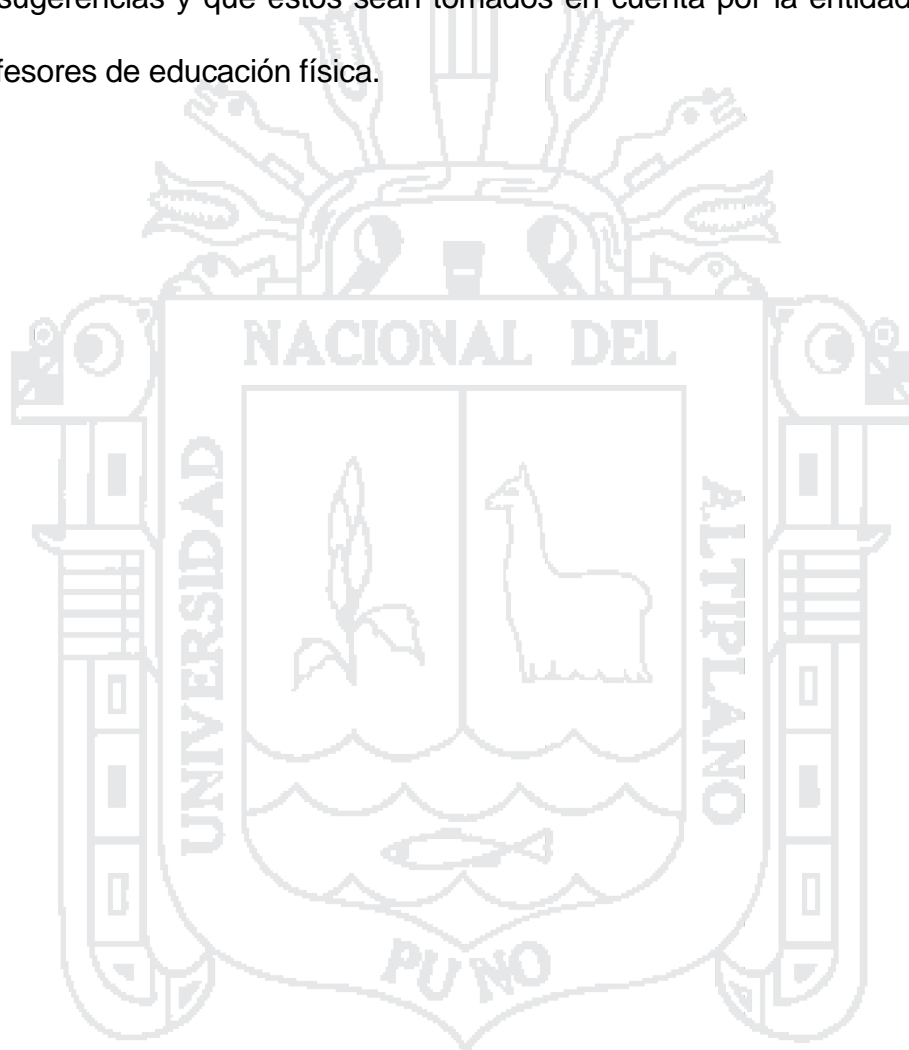 sugerencias y que estos sean tomados en cuenta por la entidad
fesores de educación física.
NACIONAL DEL
UNIVERSIDAD
ALTIPLANO
PUNO